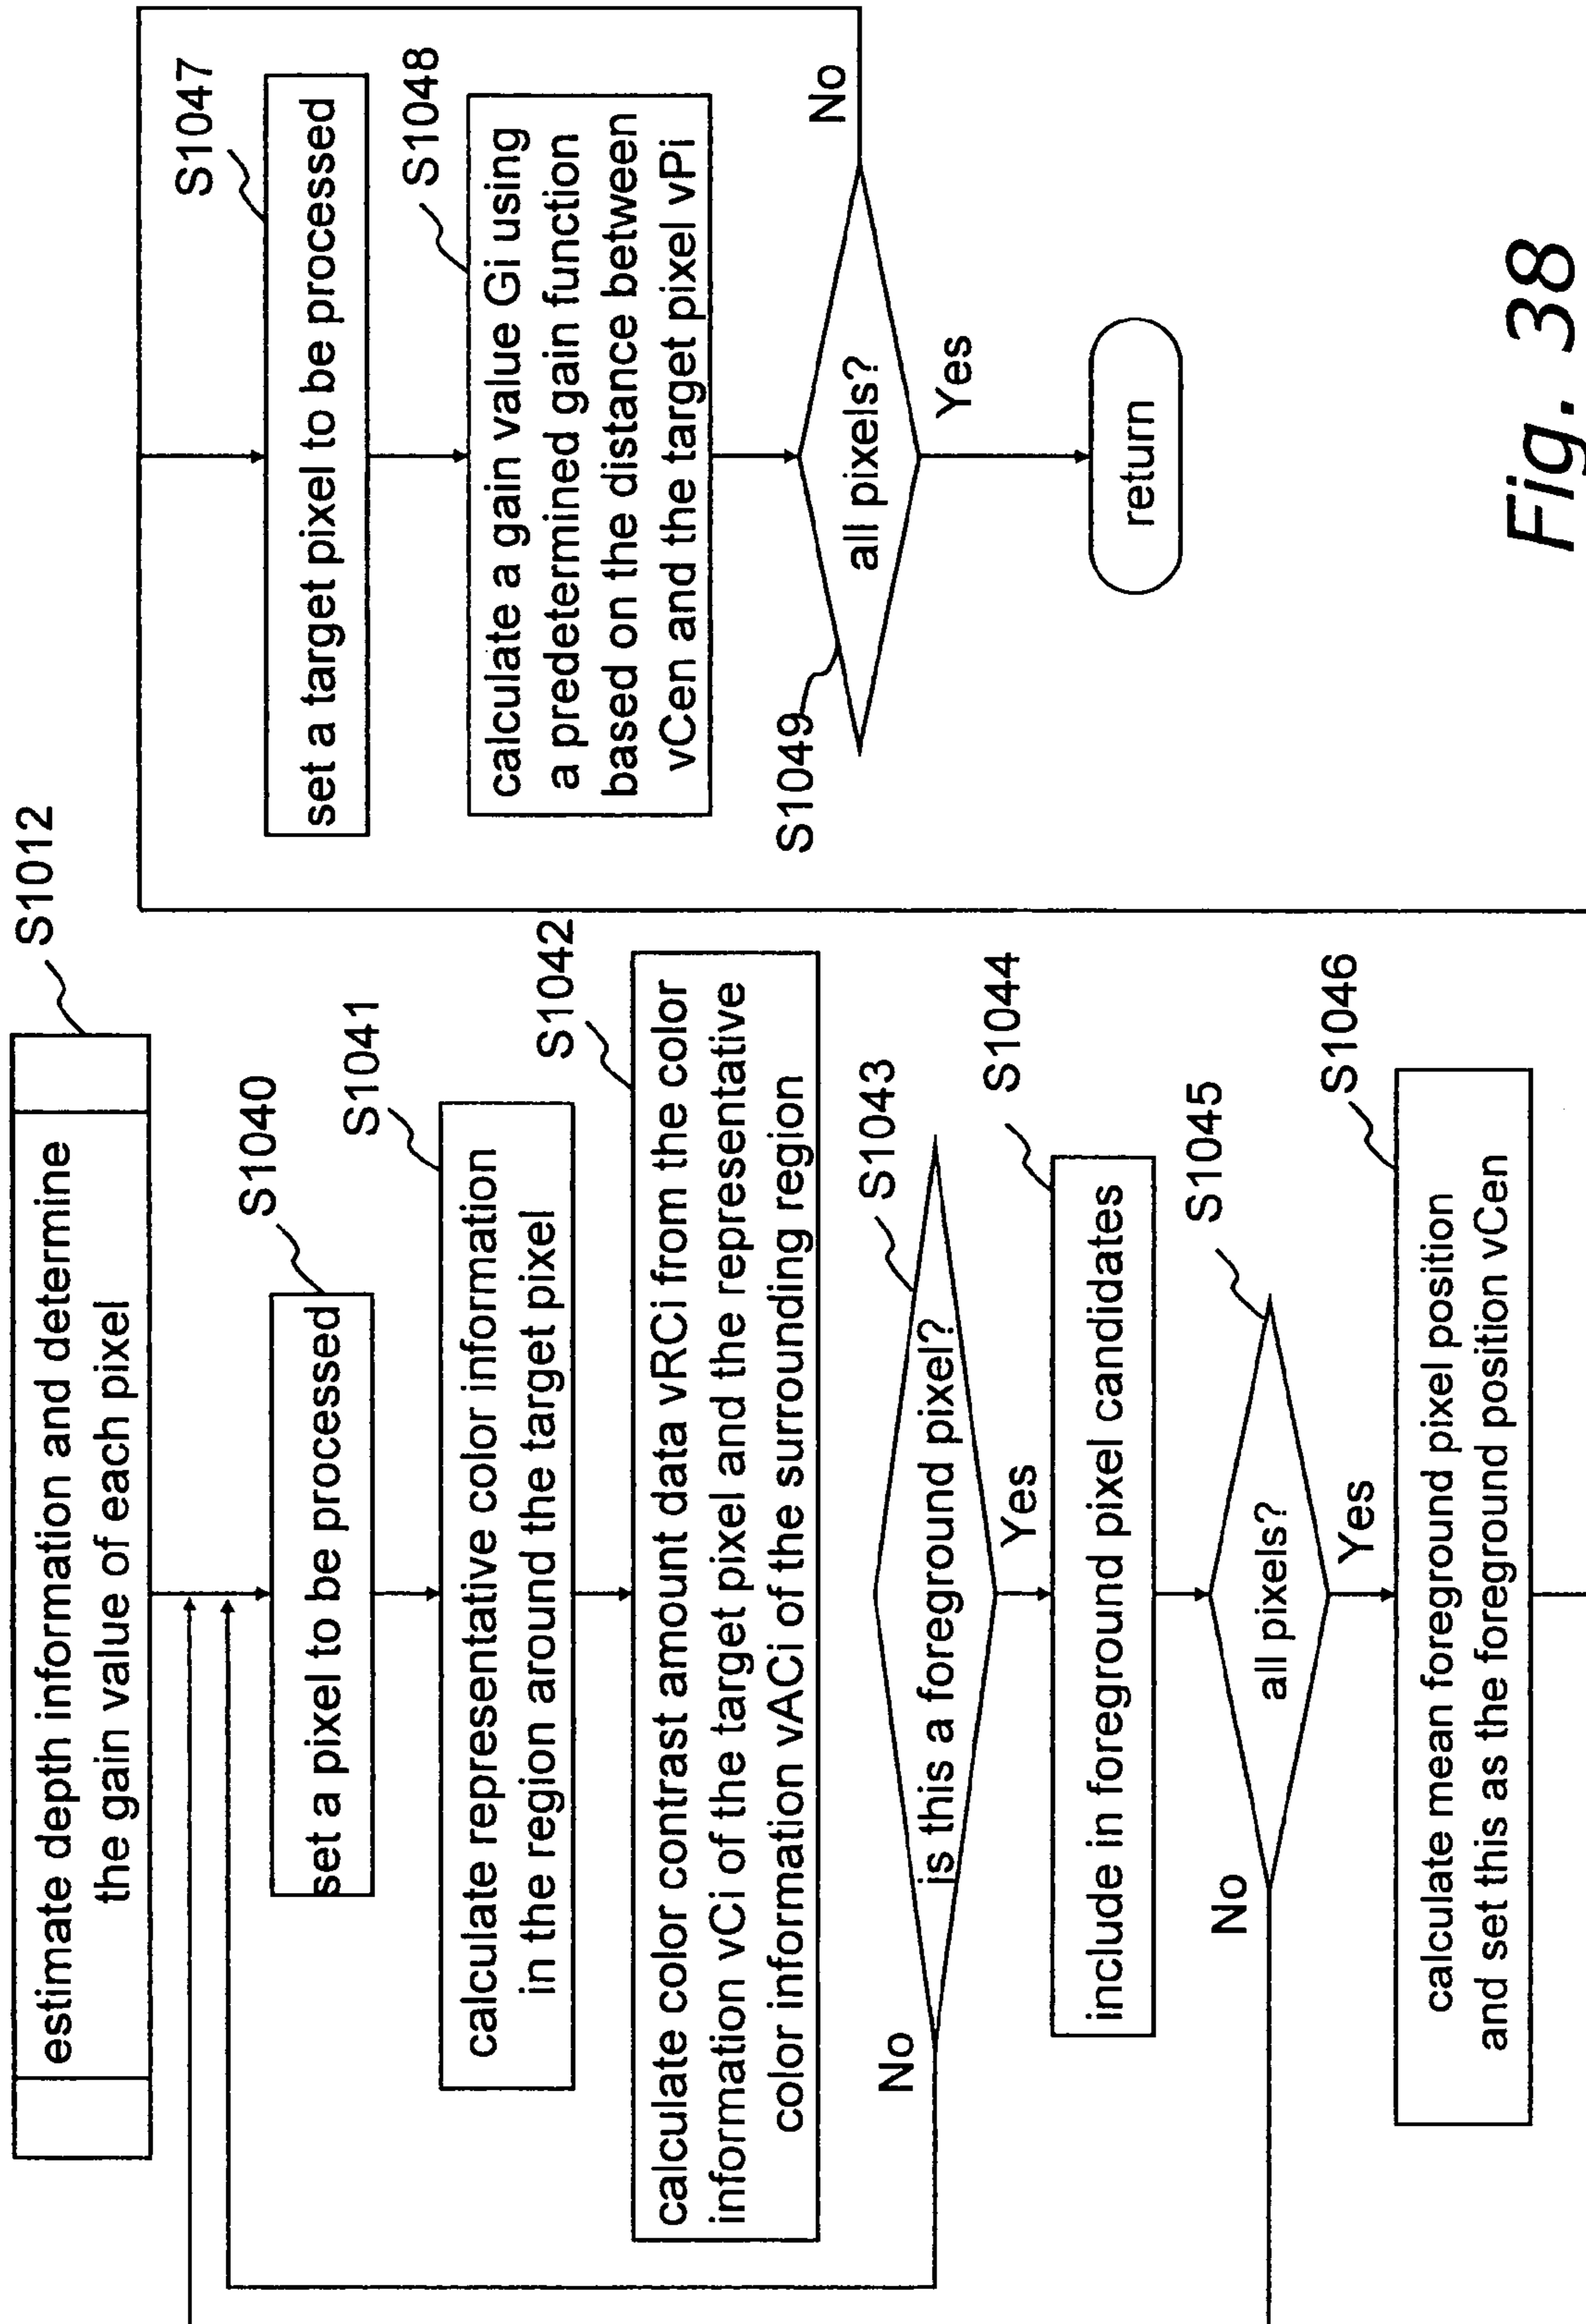 S1012
estimate depth information and determine
the gain value of each pixel
S1040
set a pixel to be processed
S1041
calculate representative color information
in the region around the target pixel
S1042
calculate color contrast amount data vRCi from the color
information vCi of the target pixel and the representative
color information vACi of the surrounding region
S1043
is this a foreground pixel?
No
Yes
S1044
include in foreground pixel candidates
S1045
all pixels?
No
Yes
S1046
calculate mean foreground pixel position
and set this as the foreground position vCen
S1047
set a target pixel to be processed
S1048
calculate a gain value Gi using
a predetermined gain function
based on the distance between
vCen and the target pixel vPi
S1049
all pixels?
No
Yes
return
Fig. 38